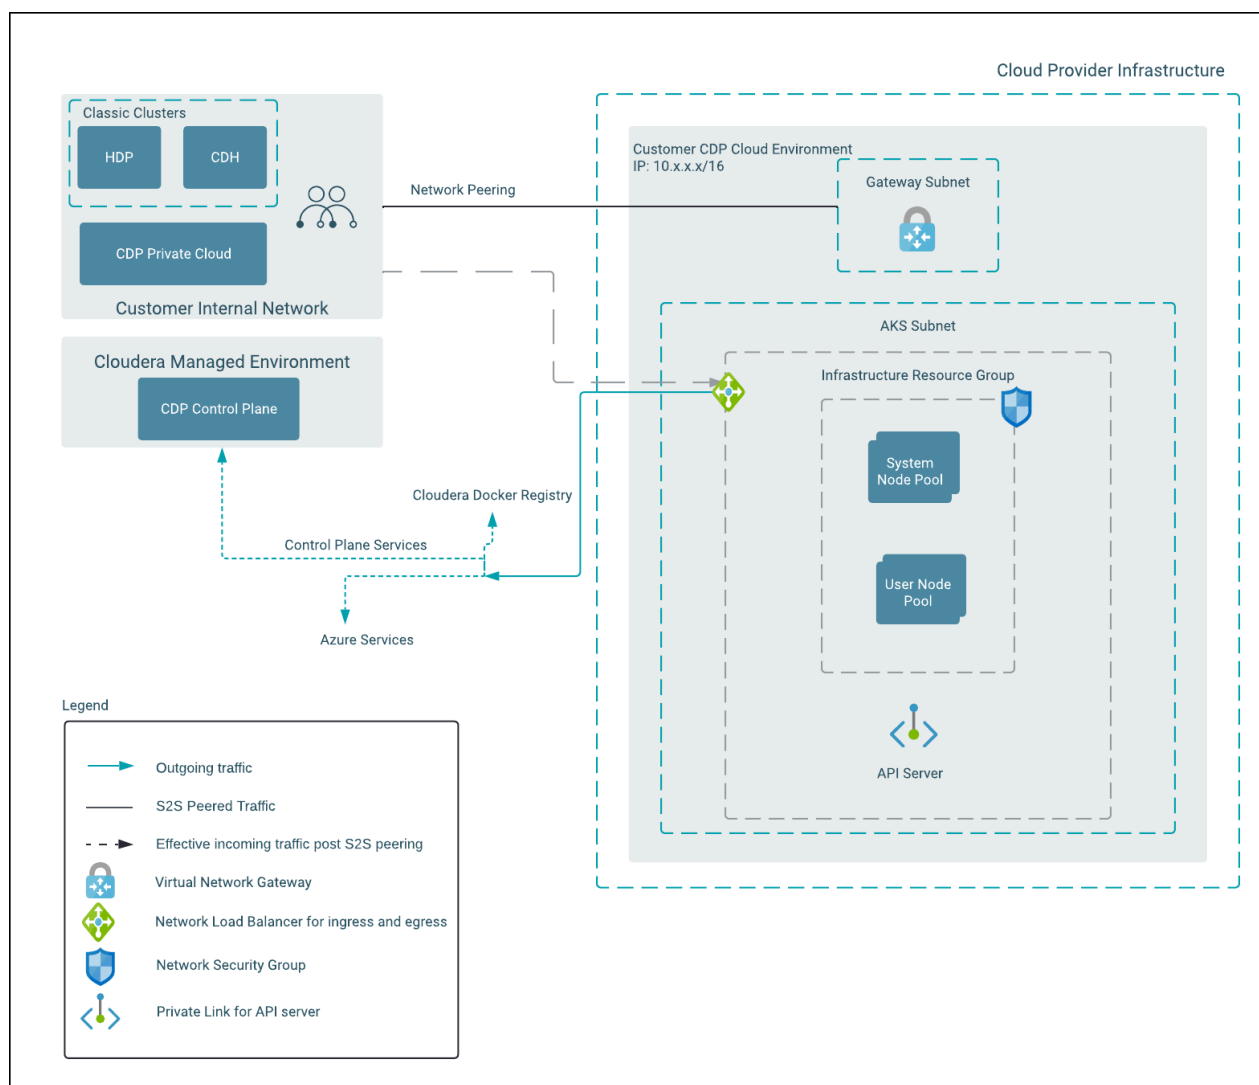 Cloud Provider Infrastructure
Classic Clusters
HDP
CDH
CDP Private Cloud
Customer Internal Network
Network Peering
Customer CDP Cloud Environment
IP: 10.x.x.x/16
Gateway Subnet
Cloudera Managed Environment
CDP Control Plane
AKS Subnet
Infrastructure Resource Group
System
Node Pool
User Node
Pool
API Server
Cloudera Docker Registry
Control Plane Services
Azure Services
Legend
Outgoing traffic
S2S Peered Traffic
Effective incoming traffic post S2S peering
Virtual Network Gateway
Network Load Balancer for ingress and egress
Network Security Group
Private Link for API server